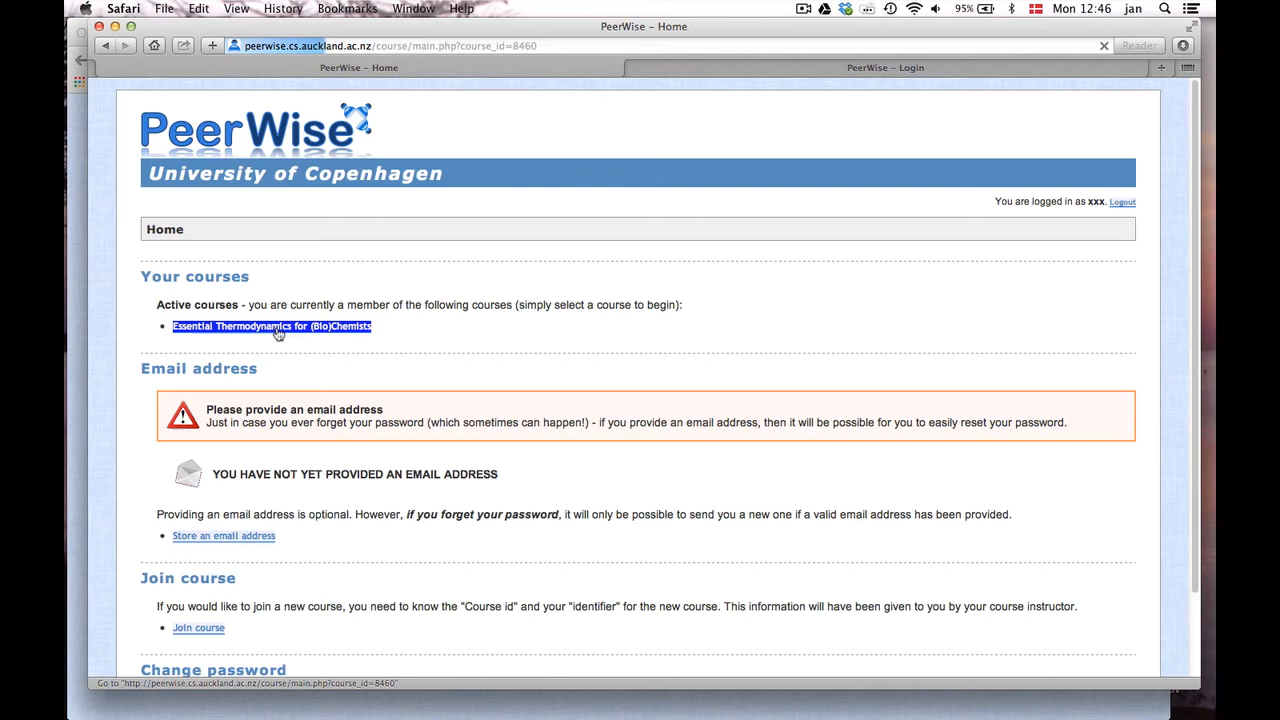 Safari File Edit View History Bookmarks Window Help 95% Mon 12:46 jan
PeerWise – Home
peerwise.cs.auckland.ac.nz/course/main.php?course_id=8460 Reader
PeerWise – Home PeerWise – Login
PeerWise
University of Copenhagen
You are logged in as xxx. Logout
Home
Your courses
Active courses - you are currently a member of the following courses (simply select a course to begin):
Essential Thermodynamics for (Bio)Chemists
Email address
Please provide an email address
Just in case you ever forget your password (which sometimes can happen!) - if you provide an email address, then it will be possible for you to easily reset your password.
YOU HAVE NOT YET PROVIDED AN EMAIL ADDRESS
Providing an email address is optional. However, if you forget your password, it will only be possible to send you a new one if a valid email address has been provided.
Store an email address
Join course
If you would like to join a new course, you need to know the "Course id" and your "identifier" for the new course. This information will have been given to you by your course instructor.
Join course
Change password
Go to "http://peerwise.cs.auckland.ac.nz/course/main.php?course_id=8460"